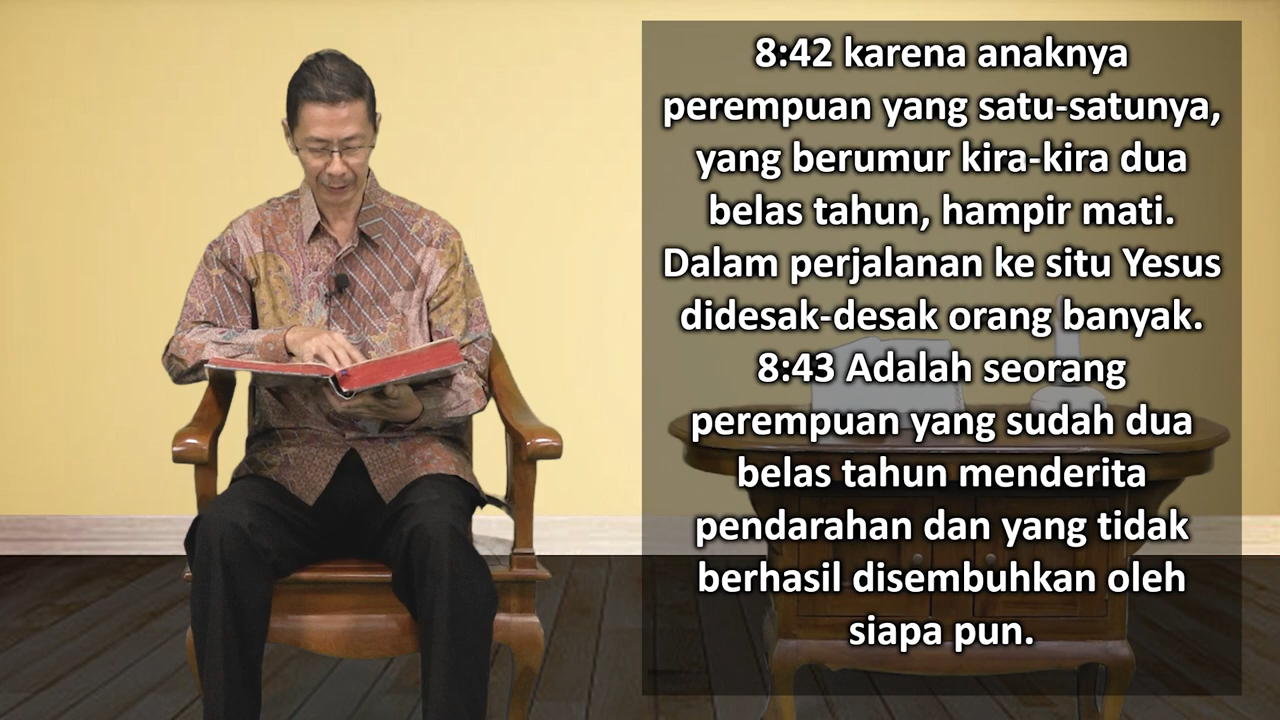 8:42 karena anaknya
perempuan yang satu-satunya,
yang berumur kira-kira dua
belas tahun, hampir mati.
Dalam perjalanan ke situ Yesus
didesak-desak orang banyak.
8:43 Adalah seorang
perempuan yang sudah dua
belas tahun menderita
pendarahan dan yang tidak
berhasil disembuhkan oleh
siapa pun.